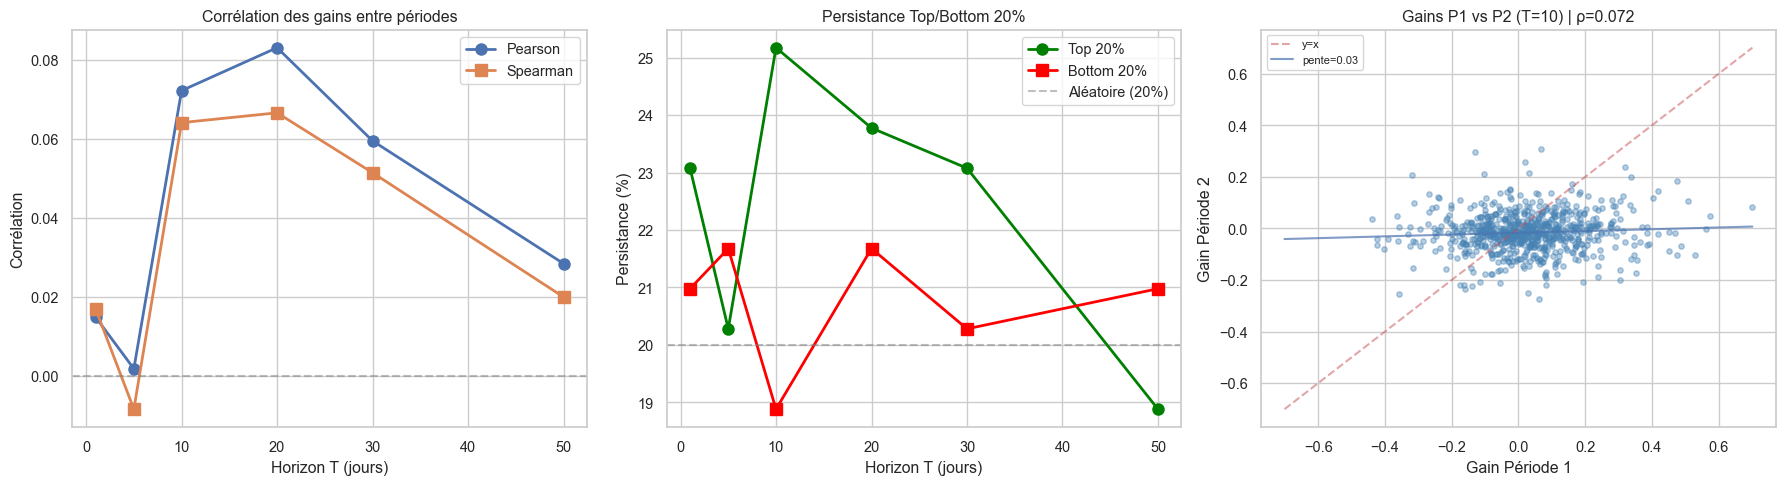 Corrélation des gains entre périodes
Pearson
Spearman
0.08
0.06
0.04
0.02
0.00
Corrélation
0
10
20
30
40
50
Horizon T (jours)
Persistance Top/Bottom 20%
Top 20%
Bottom 20%
Aléatoire (20%)
25
24
23
22
21
20
19
Persistance (%)
0
10
20
30
40
50
Horizon T (jours)
Gains P1 vs P2 (T=10) | ρ=0.072
y=x
pente=0.03
0.6
0.4
0.2
0.0
−0.2
−0.4
−0.6
Gain Période 2
−0.6
−0.4
−0.2
0.0
0.2
0.4
0.6
Gain Période 1